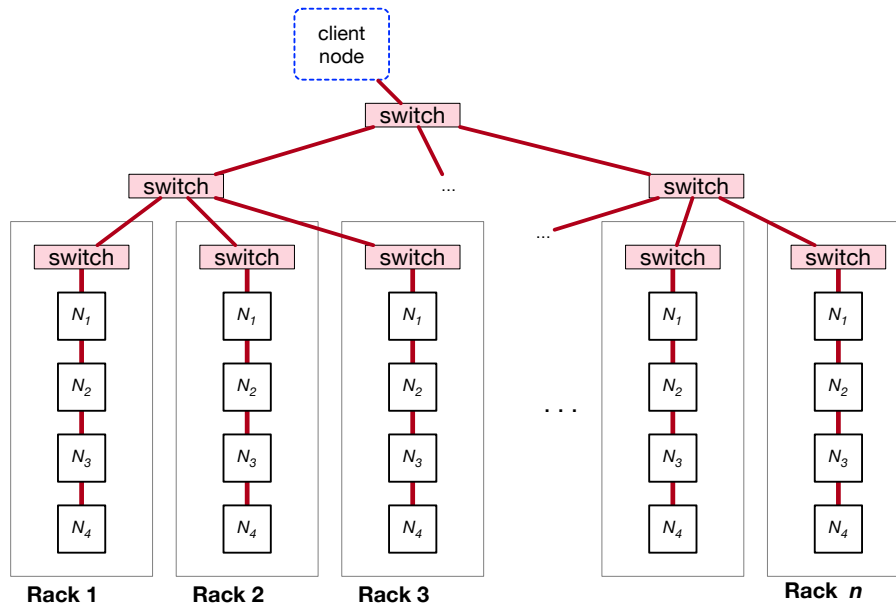 client
node
switch
switch
...
switch
...
switch
switch
switch
switch
switch
N1
N1
N1
N1
N1
N2
N2
N2
N2
N2
. . .
N3
N3
N3
N3
N3
N4
N4
N4
N4
N4
Rack 1
Rack 2
Rack 3
Rack n